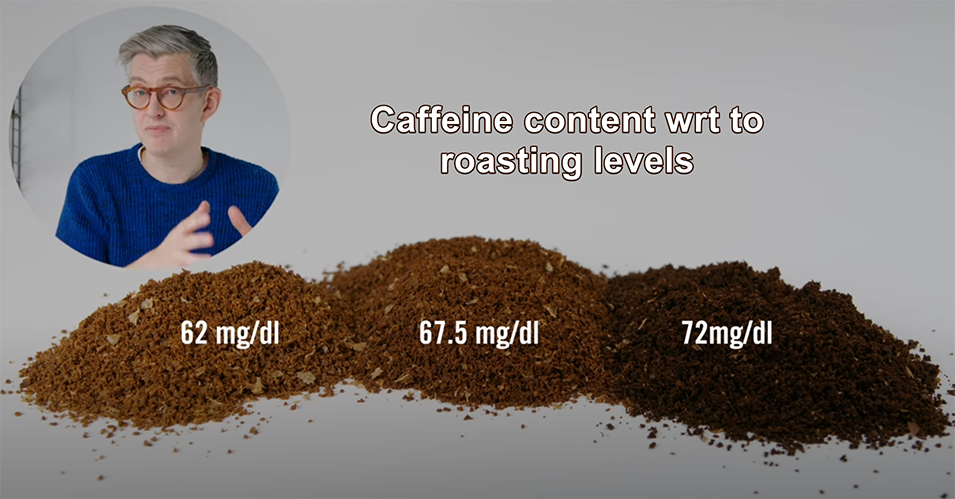 Caffeine content wrt to
roasting levels
62 mg/dl
67.5 mg/dl
72mg/dl